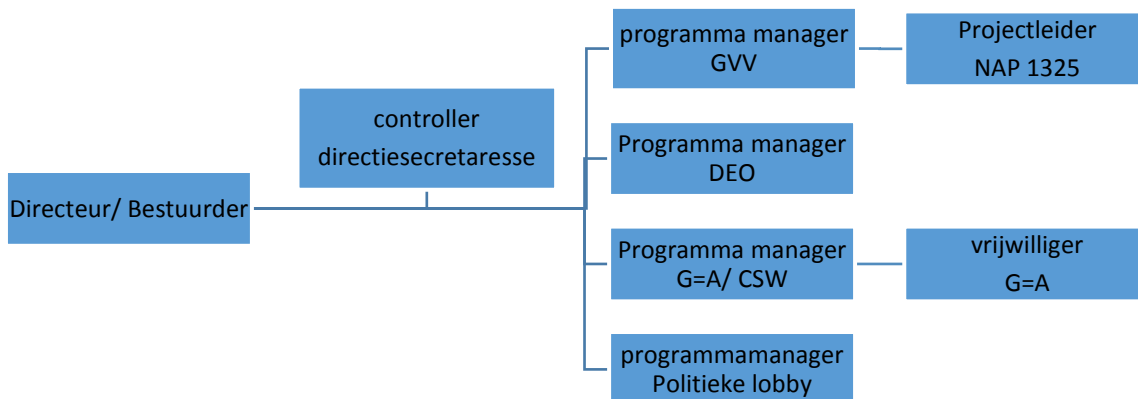 programma manager
GVV
Projectleider
NAP 1325
controller
directiesecretaresse
Programma manager
DEO
Directeur/ Bestuurder
Programma manager
G=A/ CSW
vrijwilliger
G=A
programmamanager
Politieke lobby